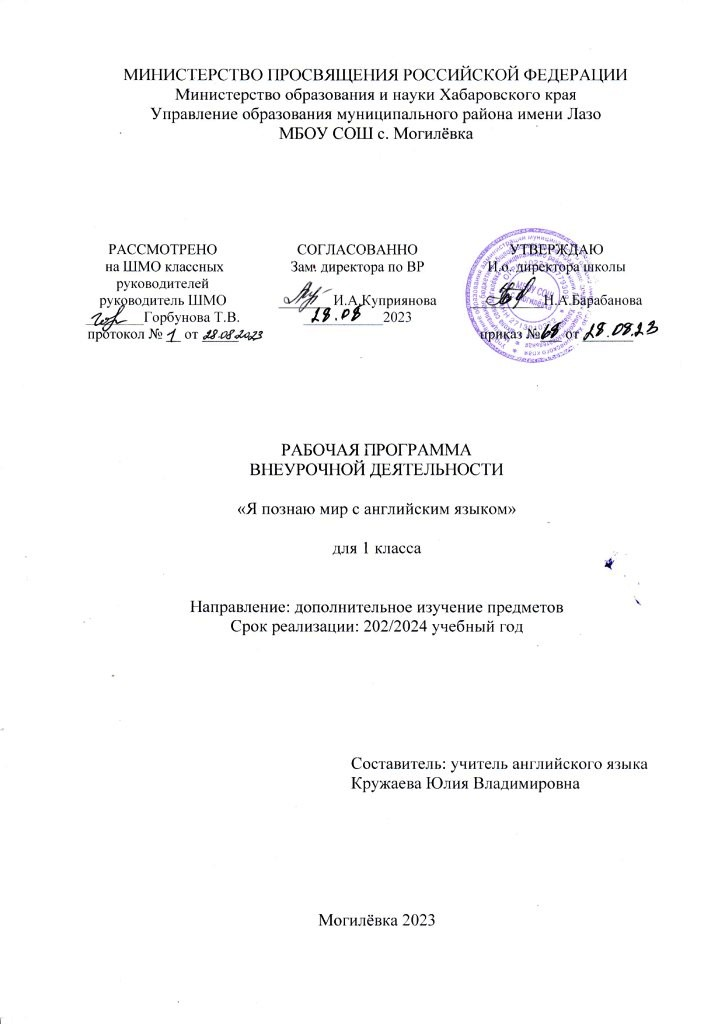 МИНИСТЕРСТВО ПРОСВЯЩЕНИЯ РОССИЙСКОЙ ФЕДЕРАЦИИ
Министерство образования и науки Хабаровского края
Управление образования муниципального района имени Лазо
МБОУ СОШ с. Могилёвка
РАССМОТРЕНО
на ШМО классных
руководителей
руководитель ШМО
Горбунова Т.В.
протокол № 1 от 28.08.2023
СОГЛАСОВАННО
Зам. директора по ВР
И.А.Куприянова
28.08 2023
УТВЕРЖДАЮ
И.о. директора школы
Н.А.Барабанова
приказ №68 от 28.0823
РАБОЧАЯ ПРОГРАММА
ВНЕУРОЧНОЙ ДЕЯТЕЛЬНОСТИ
«Я познаю мир с английским языком»
для 1 класса
Направление: дополнительное изучение предметов
Срок реализации: 202/2024 учебный год
Составитель: учитель английского языка
Кружаева Юлия Владимировна
Могилёвка 2023